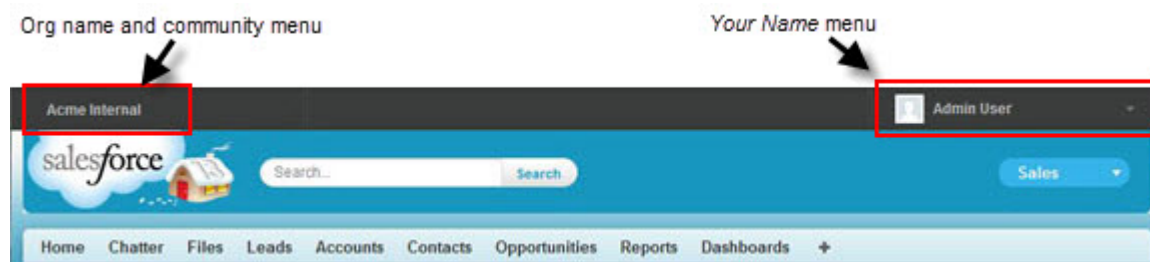 Org name and community menu
Your Name menu
Acme Internal
Admin User
salesforce
Search...
Search
Sales
Home Chatter Files Leads Accounts Contacts Opportunities Reports Dashboards +